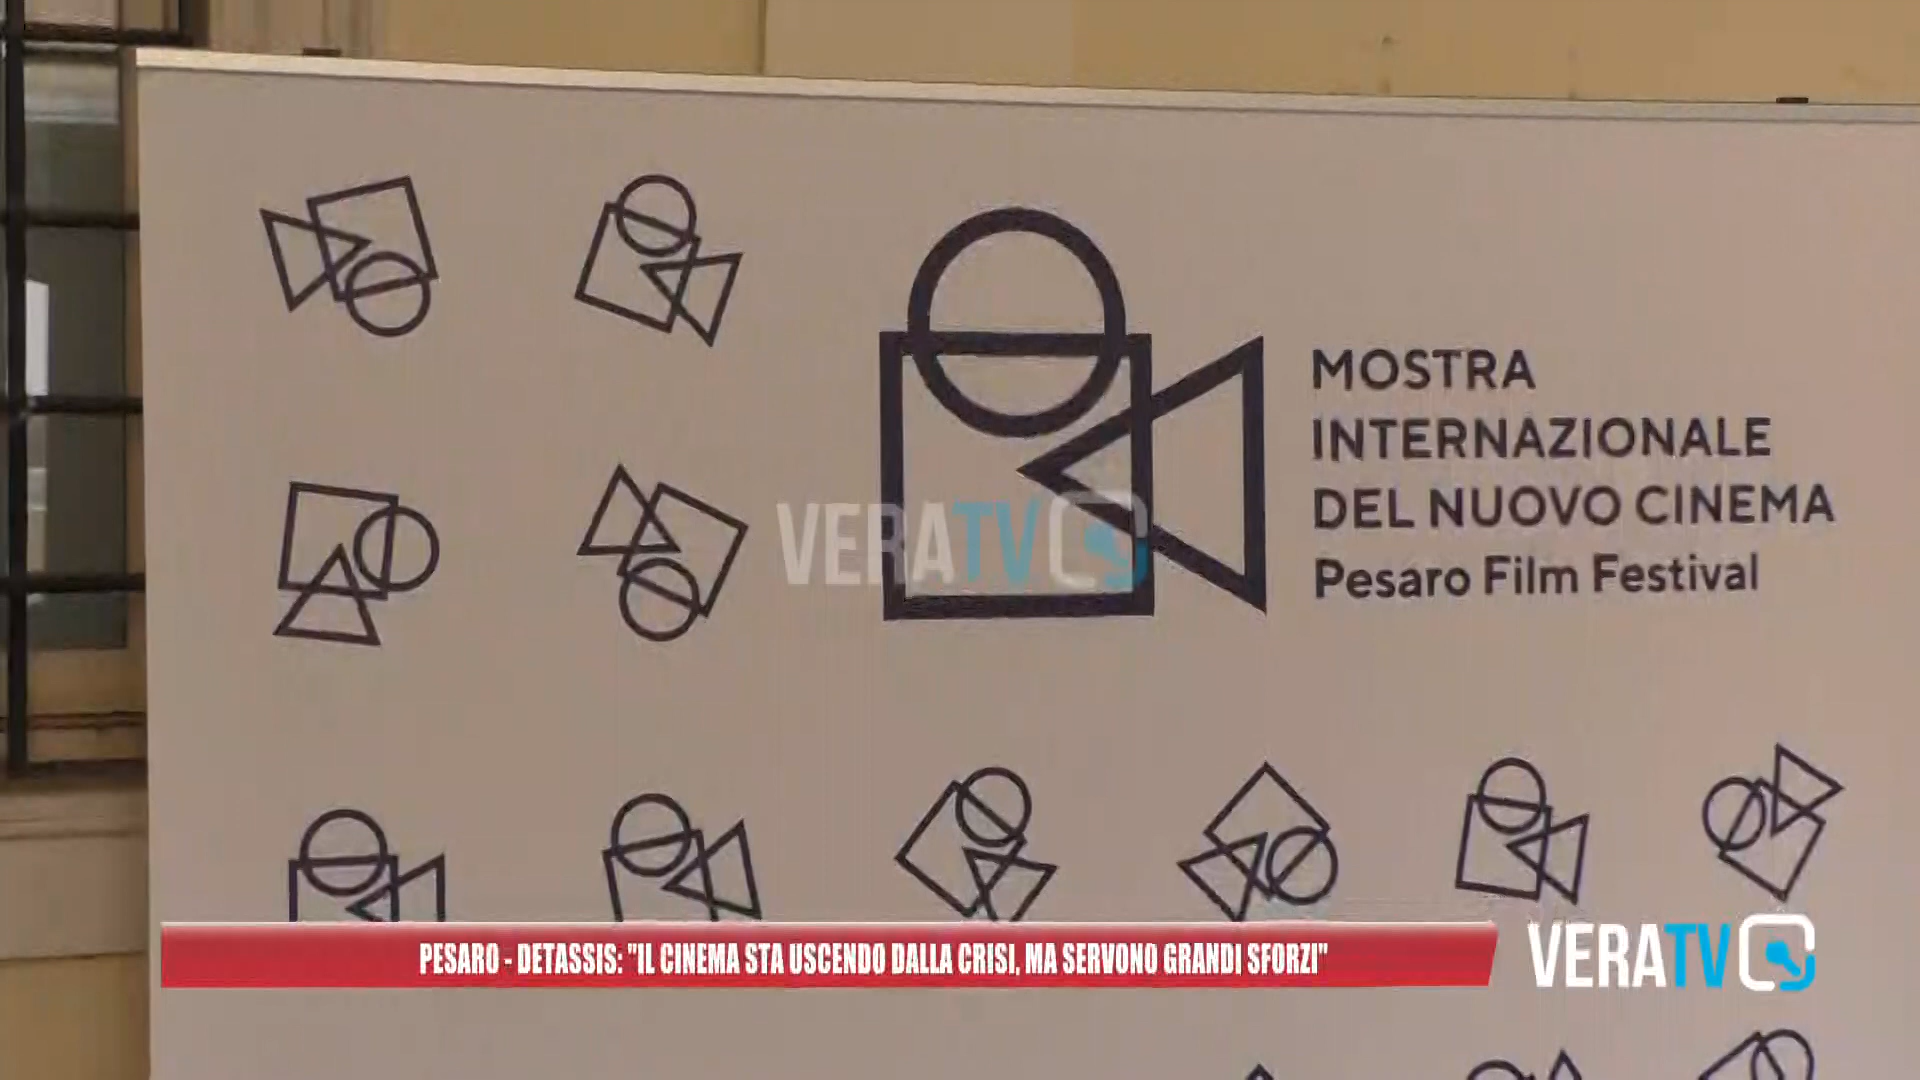 MOSTRA
INTERNAZIONALE
DEL NUOVO CINEMA
Pesaro Film Festival
VERATV
PESARO - DETASSIS: "IL CINEMA STA USCENDO DALLA CRISI, MA SERVONO GRANDI SFORZI"
VERATV